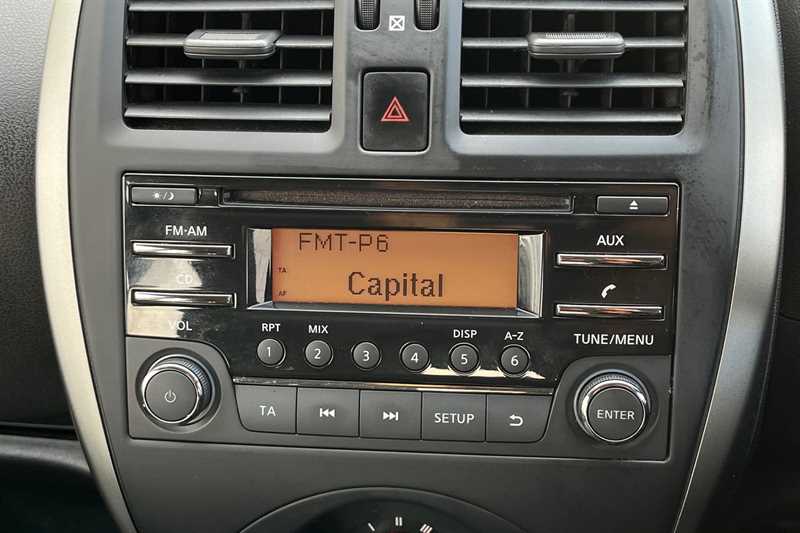 FM·AM
CD
VOL
FMT-P6
TA
AF
Capital
AUX
TUNE/MENU
RPT MIX DISP A-Z
1 2 3 4 5 6
TA SETUP
ENTER